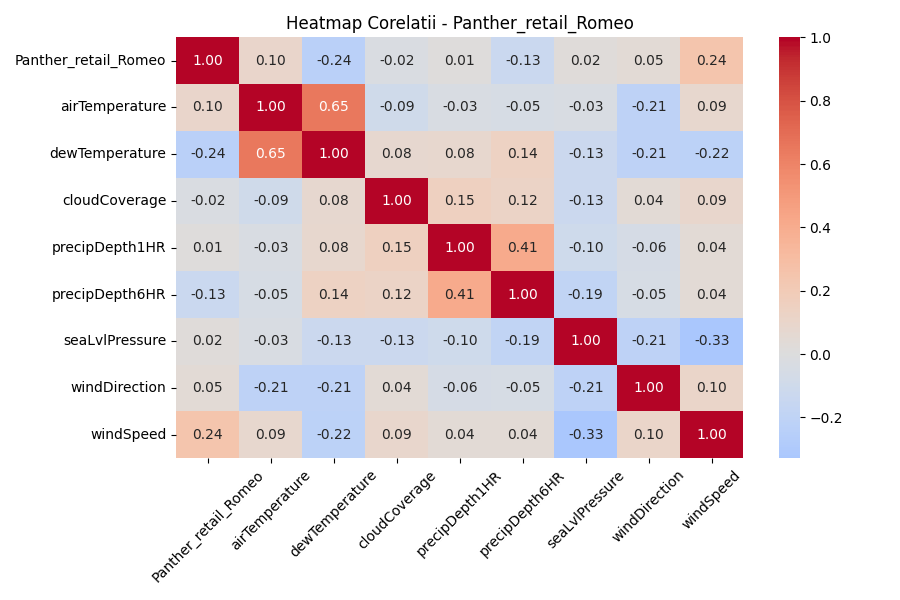 Heatmap Corelatii - Panther_retail_Romeo
Panther_retail_Romeo 1.00 0.10 -0.24 -0.02 0.01 -0.13 0.02 0.05 0.24
airTemperature 0.10 1.00 0.65 -0.09 -0.03 -0.05 -0.03 -0.21 0.09
dewTemperature -0.24 0.65 1.00 0.08 0.08 0.14 -0.13 -0.21 -0.22
cloudCoverage -0.02 -0.09 0.08 1.00 0.15 0.12 -0.13 0.04 0.09
precipDepth1HR 0.01 -0.03 0.08 0.15 1.00 0.41 -0.10 -0.06 0.04
precipDepth6HR -0.13 -0.05 0.14 0.12 0.41 1.00 -0.19 -0.05 0.04
seaLvlPressure 0.02 -0.03 -0.13 -0.13 -0.10 -0.19 1.00 -0.21 -0.33
windDirection 0.05 -0.21 -0.21 0.04 -0.06 -0.05 -0.21 1.00 0.10
windSpeed 0.24 0.09 -0.22 0.09 0.04 0.04 -0.33 0.10 1.00
Panther_retail_Romeo
airTemperature
dewTemperature
cloudCoverage
precipDepth1HR
precipDepth6HR
seaLvlPressure
windDirection
windSpeed
1.0
0.8
0.6
0.4
0.2
0.0
−0.2